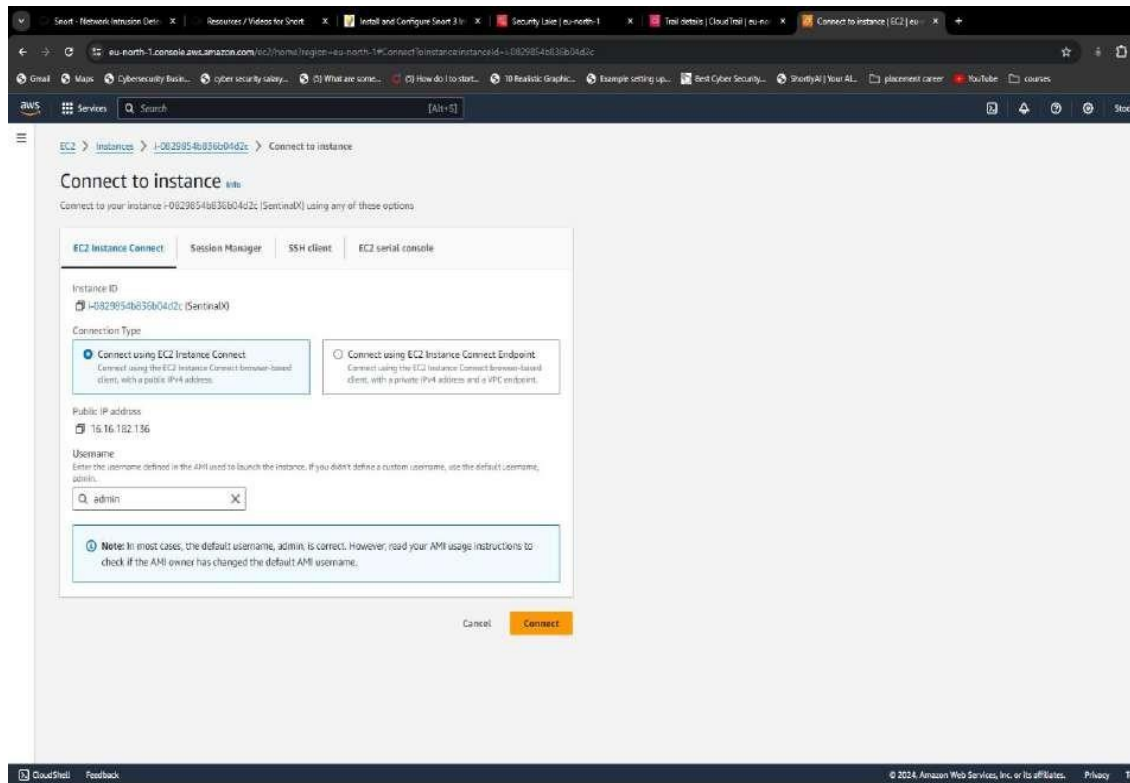 Snort - Network Intrusion Dete
Resources / Videos for Snort
Install and Configure Snort 3 I
Security Lake | eu-north-1
Trail details | CloudTrail | eu-no
Connect to instance | EC2 | eu-
eu-north-1.console.aws.amazon.com/ec2/home?region=eu-north-1#ConnectToInstance:instanceId=i-0829854b836b04d2c
Gmail
Maps
Cybersecurity Busin...
cyber security salary...
(5) What are some...
(3) How do I to start...
10 Realistic Graphic...
Example setting up...
Best Cyber Security...
ShortlyAI | Your AI...
placement career
YouTube
courses
aws
Services
Search
[Alt+S]
EC2 > Instances > i-0829854b836b04d2c > Connect to instance
Connect to instance Info
Connect to your instance i-0829854b836b04d2c (SentinalX) using any of these options
EC2 Instance Connect
Session Manager
SSH client
EC2 serial console
Instance ID
i-0829854b836b04d2c (SentinalX)
Connection Type
Connect using EC2 Instance Connect
Connect using the EC2 Instance Connect browser-based
client, with a public IPv4 address.
Connect using EC2 Instance Connect Endpoint
Connect using the EC2 Instance Connect browser-based
client, with a private IPv4 address and a VPC endpoint.
Public IP address
16.16.182.136
Username
Enter the username defined in the AMI used to launch the instance. If you didn't define a custom username, use the default username,
admin.
admin
Note: In most cases, the default username, admin, is correct. However, read your AMI usage instructions to
check if the AMI owner has changed the default AMI username.
Cancel
Connect
CloudShell
Feedback
© 2024, Amazon Web Services, Inc. or its affiliates.
Privacy